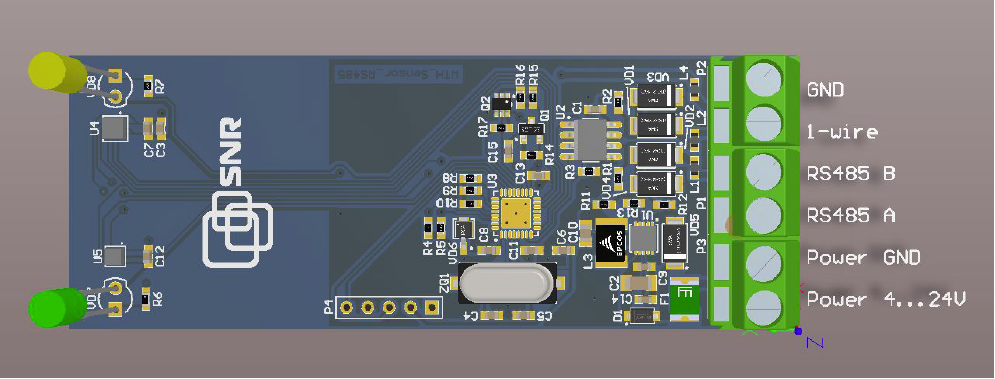 GND
1-wire
RS485 B
RS485 A
Power GND
Power 4...24V
SNR
WTH_Sensor_RS485
P2
L4
VD3
VD1
R2
C1
U2
Q1
R16
R15
Q2
R17
C15
R14
C13
R3
VD4
R1
VD2
L2
L1
P1
R12
R11
VD5
P3
U3
R4
R5
VD6
C8
C11
C6
C10
L3
EPCOS
C9
C2
C14
F1
D1
ZQ1
C4
C5
P4
U4
C7
C3
R7
U5
C12
R6
Z